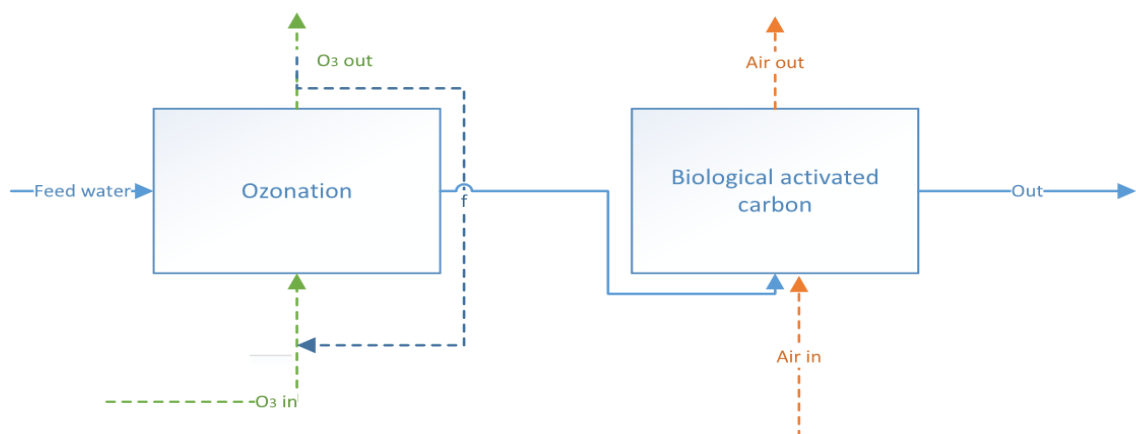 O3 out
Air out
Feed water
Ozonation
f
Biological activated
carbon
Out
Air in
O3 in